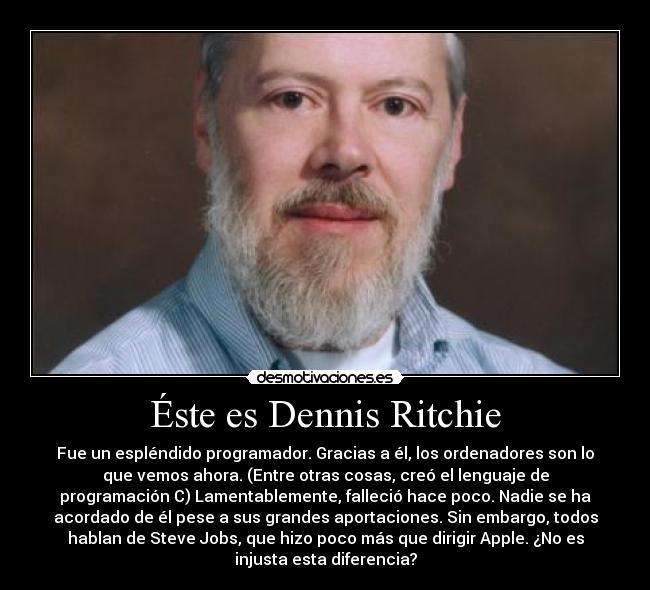 desmotivaciones.es
Éste es Dennis Ritchie
Fue un espléndido programador. Gracias a él, los ordenadores son lo
que vemos ahora. (Entre otras cosas, creó el lenguaje de
programación C) Lamentablemente, falleció hace poco. Nadie se ha
acordado de él pese a sus grandes aportaciones. Sin embargo, todos
hablan de Steve Jobs, que hizo poco más que dirigir Apple. ¿No es
injusta esta diferencia?